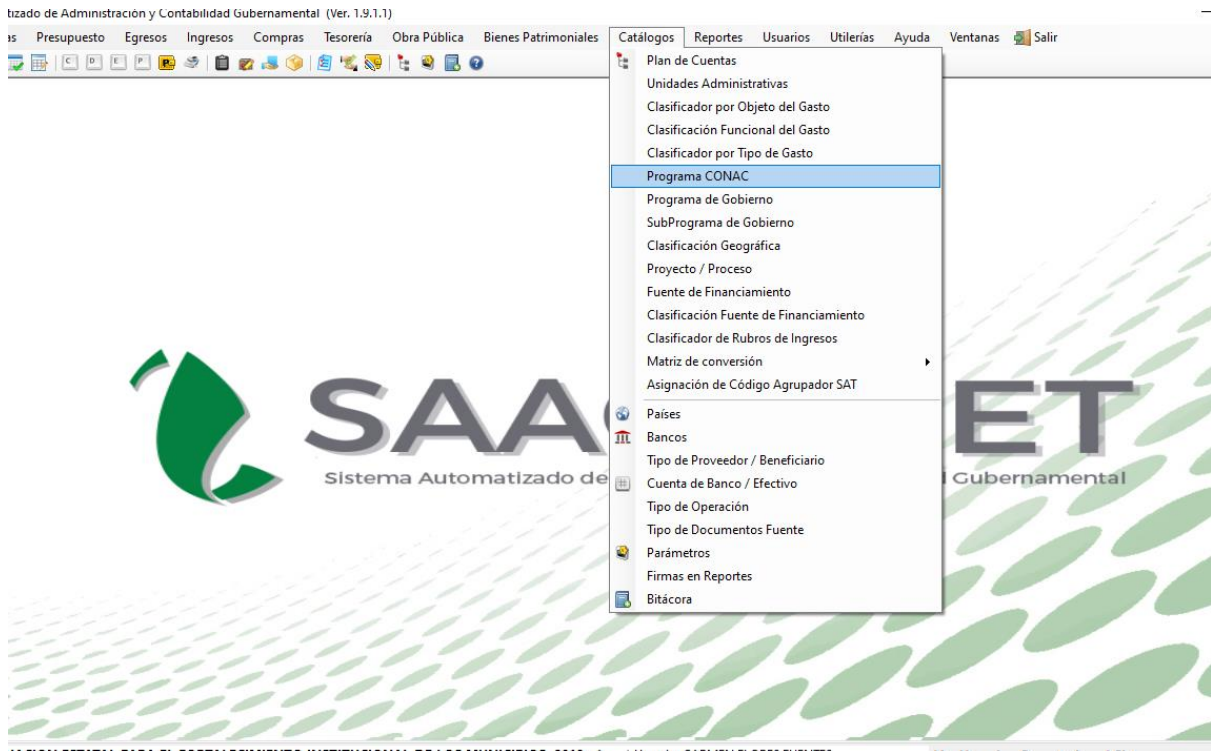 tizado de Administración y Contabilidad Gubernamental (Ver. 1.9.1.1)
as Presupuesto Egresos Ingresos Compras Tesorería Obra Pública Bienes Patrimoniales Catálogos Reportes Usuarios Utilerías Ayuda Ventanas Salir
C D E P P
Plan de Cuentas
Unidades Administrativas
Clasificador por Objeto del Gasto
Clasificación Funcional del Gasto
Clasificador por Tipo de Gasto
Programa CONAC
Programa de Gobierno
SubPrograma de Gobierno
Clasificación Geográfica
Proyecto / Proceso
Fuente de Financiamiento
Clasificación Fuente de Financiamiento
Clasificador de Rubros de Ingresos
Matriz de conversión
Asignación de Código Agrupador SAT
Países
Bancos
Tipo de Proveedor / Beneficiario
Cuenta de Banco / Efectivo
Tipo de Operación
Tipo de Documentos Fuente
Parámetros
Firmas en Reportes
Bitácora
SAA ET
Sistema Automatizado de Gubernamental